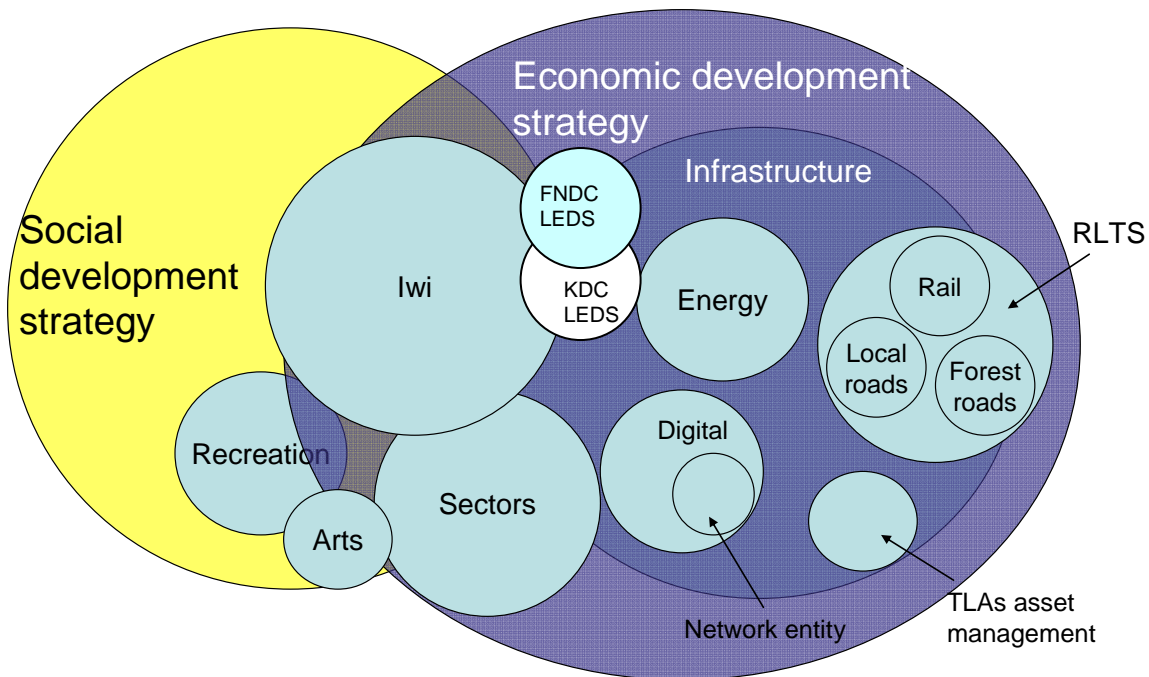 Economic development
strategy
Infrastructure
FNDC
LEDS
Social
development
strategy
RLTS
Iwi
KDC
LEDS
Energy
Rail
Local
roads
Forest
roads
Recreation
Digital
Sectors
Arts
Network entity
TLAs asset
management